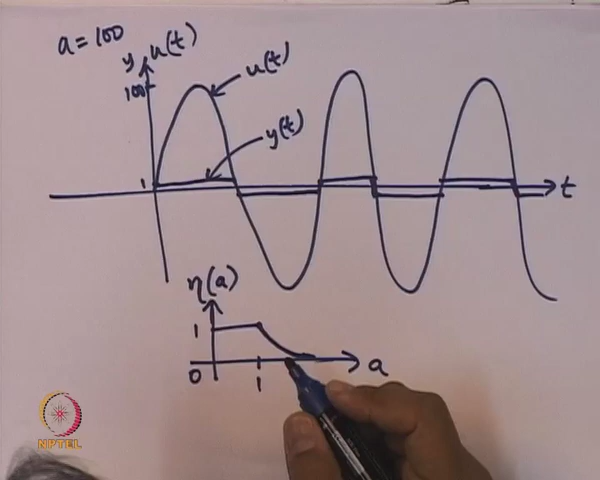 a = 100
y u(t)
100
u(t)
y(t)
1
t
η(a)
1
0
1
a
NPTEL